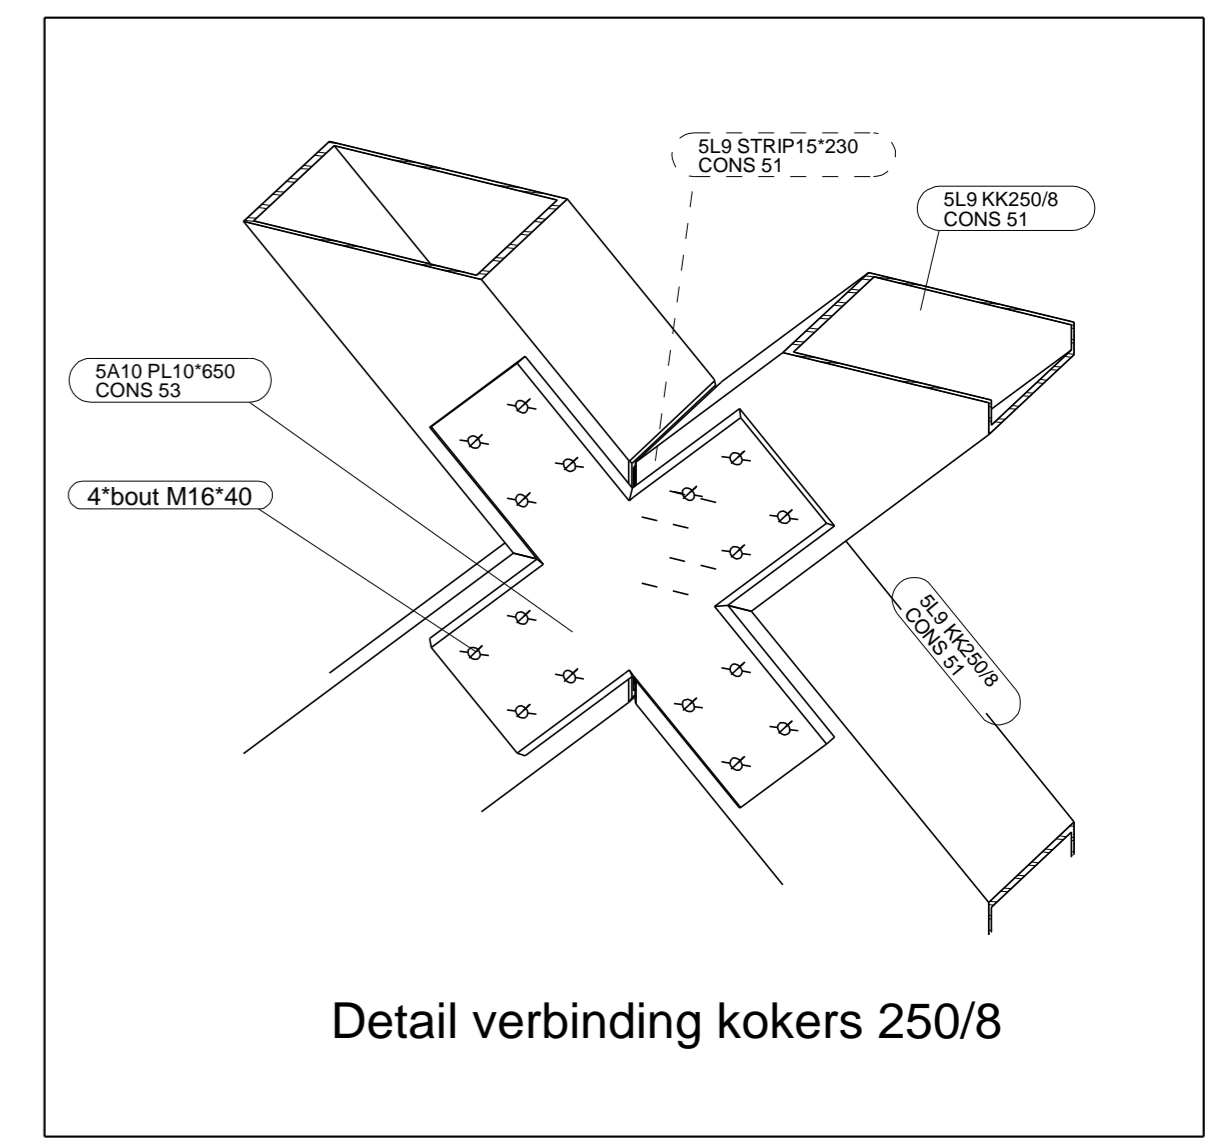 5L9 STRIP15*230
CONS 51
5L9 KK250/8
CONS 51
5A10 PL10*650
CONS 53
4*bout M16*40
5L9 KK250/8
CONS 51
Detail verbinding kokers 250/8